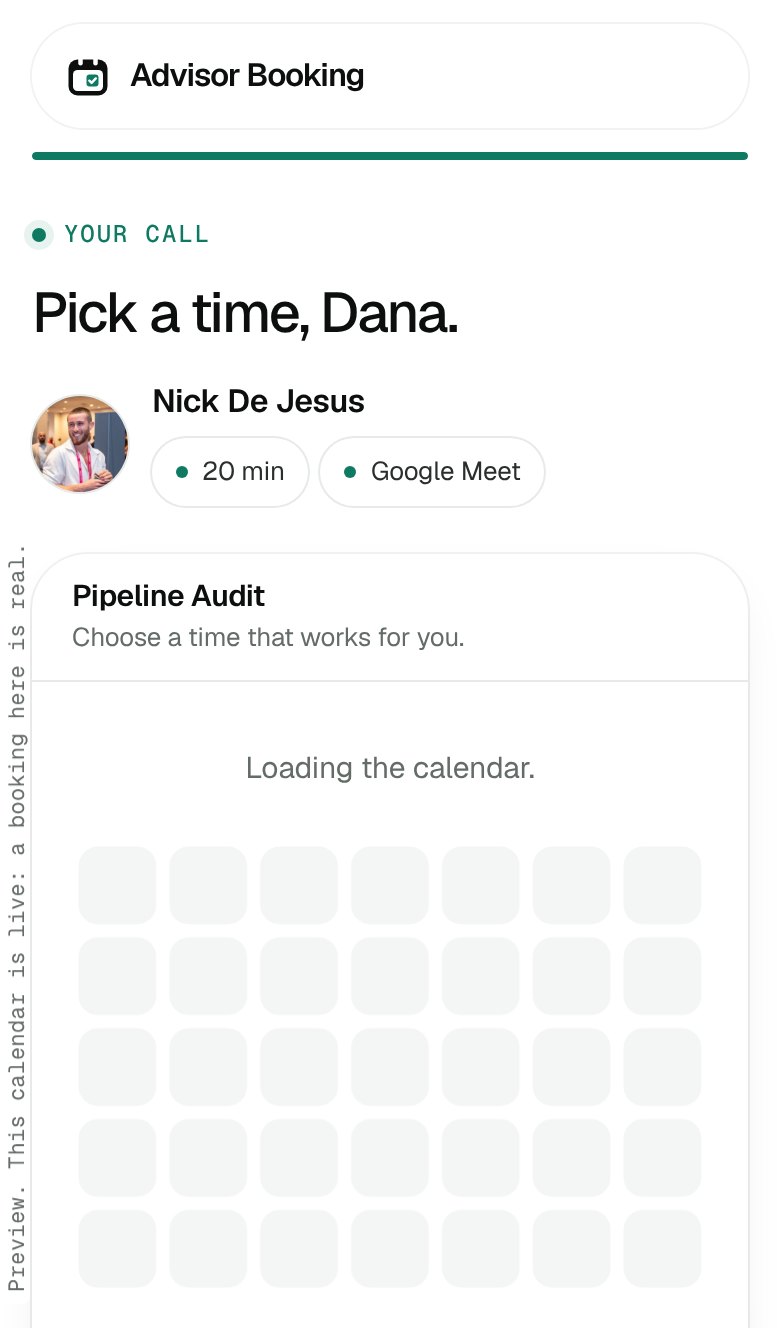 Advisor Booking
YOUR CALL
Pick a time, Dana.
Nick De Jesus
20 min
Google Meet
Pipeline Audit
Choose a time that works for you.
Loading the calendar.
Preview. This calendar is live: a booking here is real.